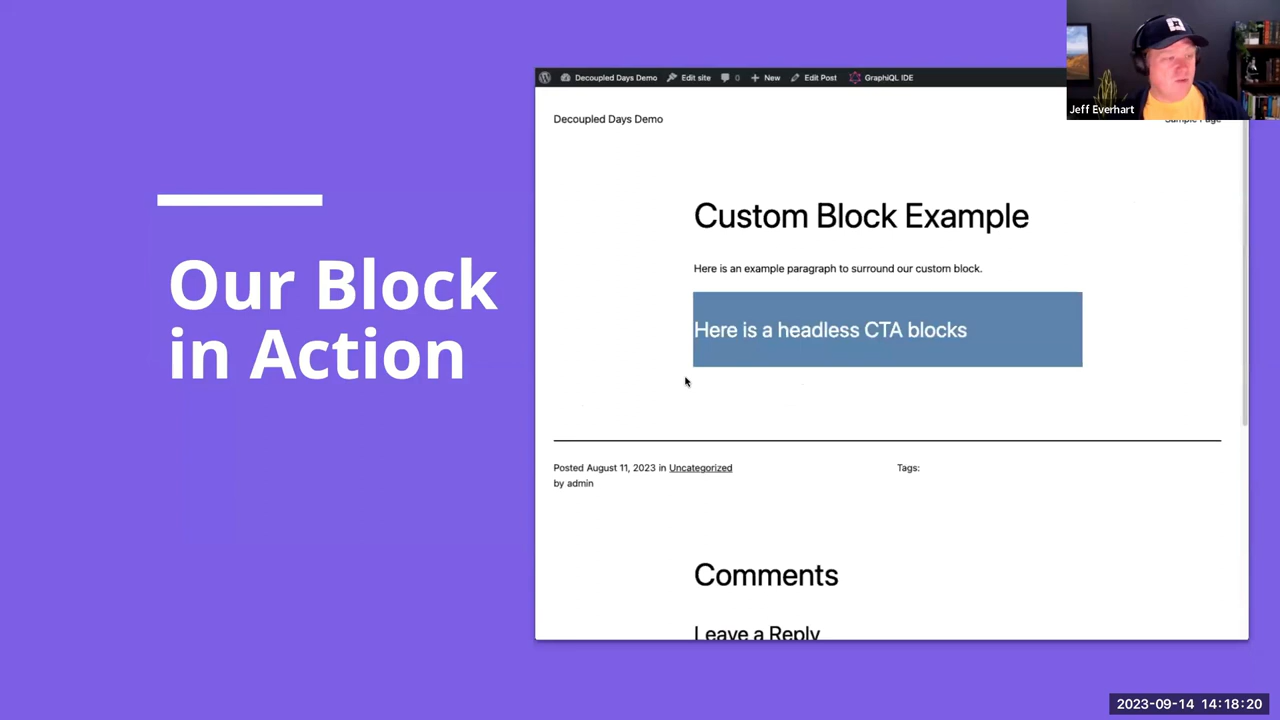 Decoupled Days Demo Edit site 0 New Edit Post GraphiQL IDE
Jeff Everhart
Decoupled Days Demo
Sample Page
Custom Block Example
Here is an example paragraph to surround our custom block.
Our Block
in Action
Here is a headless CTA blocks
Posted August 11, 2023 in Uncategorized
by admin
Tags:
Comments
Leave a Reply
2023-09-14 14:18:20